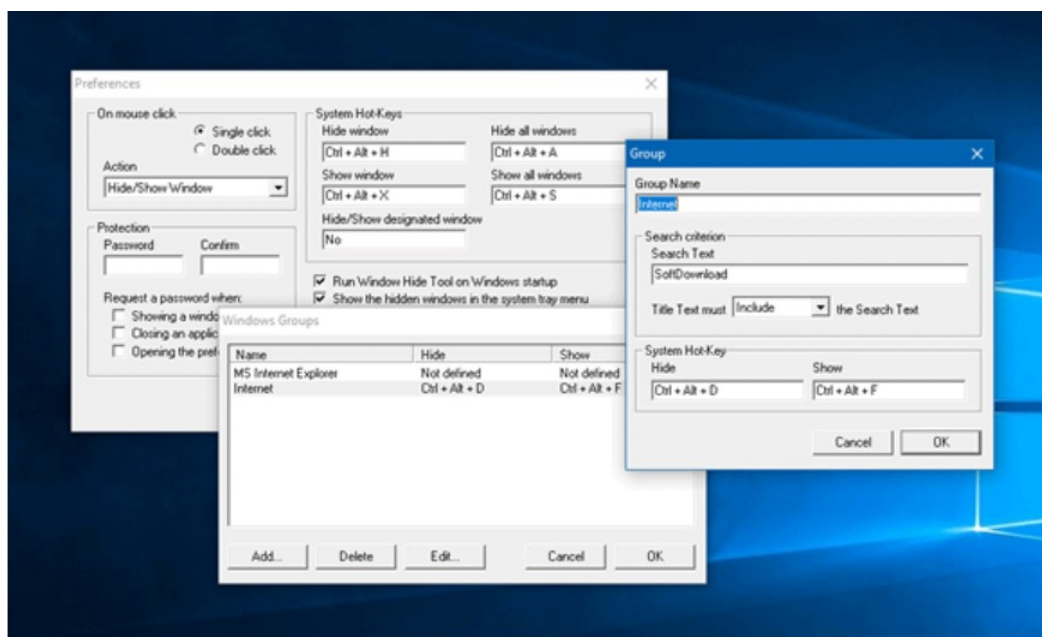 Preferences
On mouse click
Single click
Double click
Action
Hide/Show Window
Protection
Password Confirm
Request a password when:
Showing a windo
Closing an applic
Opening the pref
System Hot-Keys
Hide window Hide all windows
Ctrl + Alt + H Ctrl + Alt + A
Show window Show all windows
Ctrl + Alt + X Ctrl + Alt + S
Hide/Show designated window
No
Run Window Hide Tool on Windows startup
Show the hidden windows in the system tray menu
Windows Groups
Name Hide Show
MS Internet Explorer Not defined Not defined
Internet Ctrl + Alt + D Ctrl + Alt + F
Add... Delete Edit... Cancel OK
Group
Group Name
Internet
Search criterion
Search Text
SoftDownload
Title Text must Include the Search Text
System Hot-Key
Hide Show
Ctrl + Alt + D Ctrl + Alt + F
Cancel OK